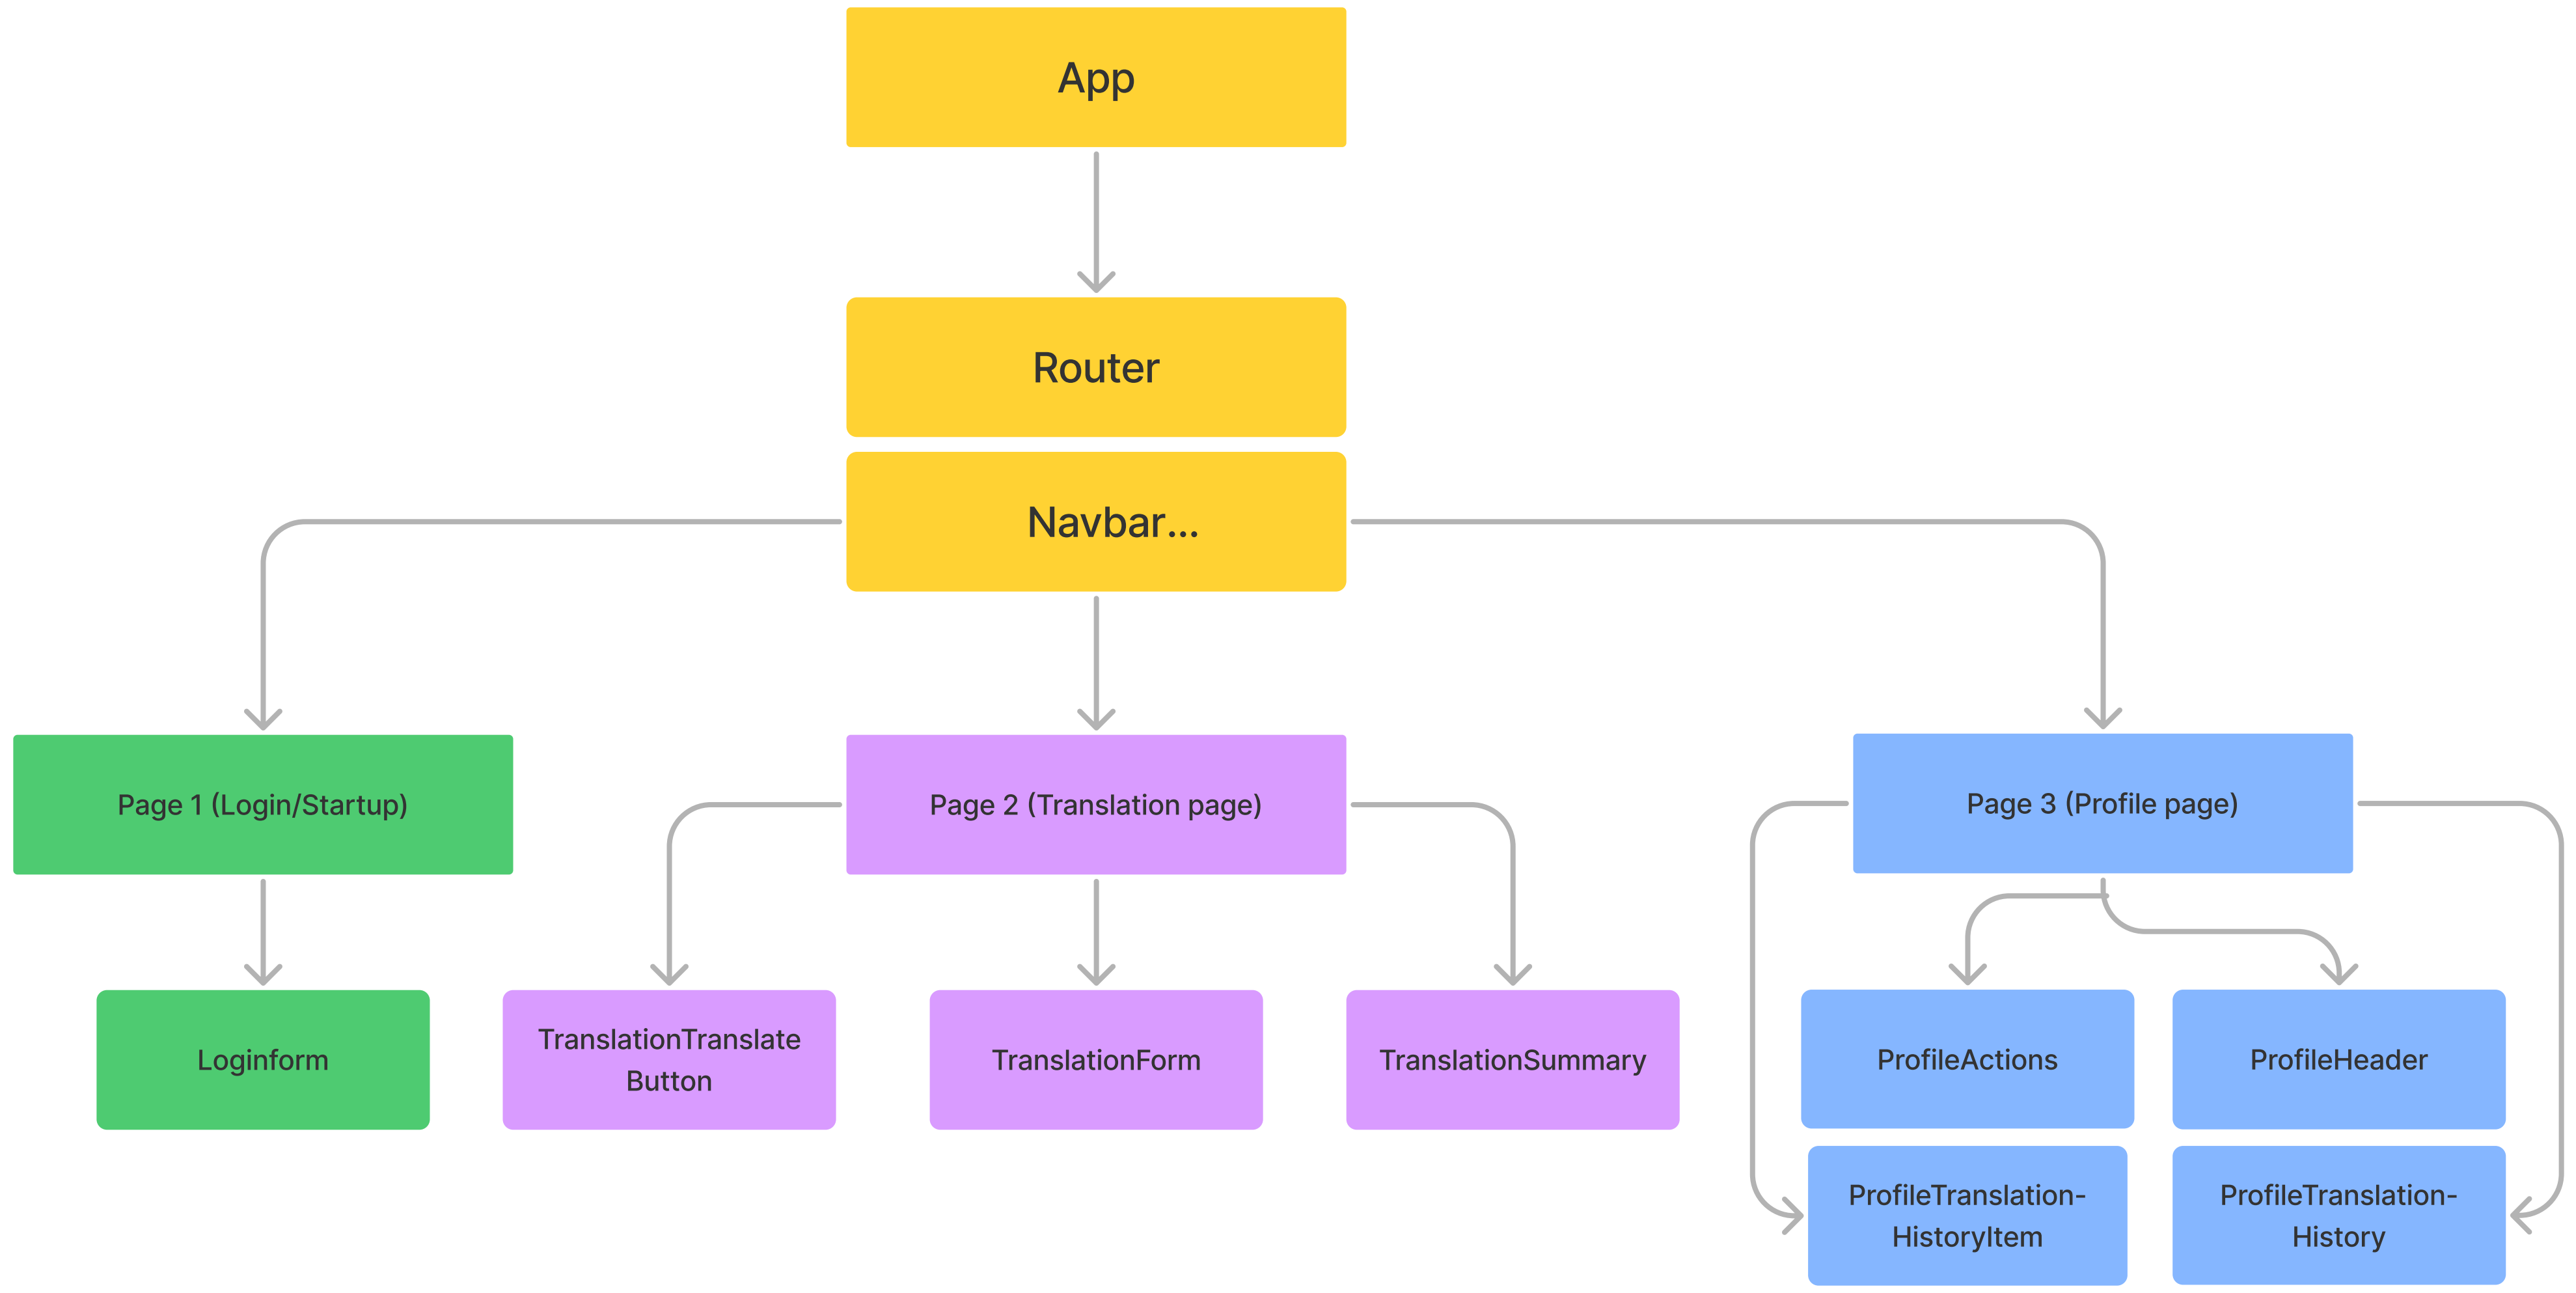 App
Router
Navbar...
Page 1 (Login/Startup)
Page 2 (Translation page)
Page 3 (Profile page)
Loginform
TranslationTranslate
Button
TranslationForm
TranslationSummary
ProfileActions
ProfileHeader
ProfileTranslation-
HistoryItem
ProfileTranslation-
History